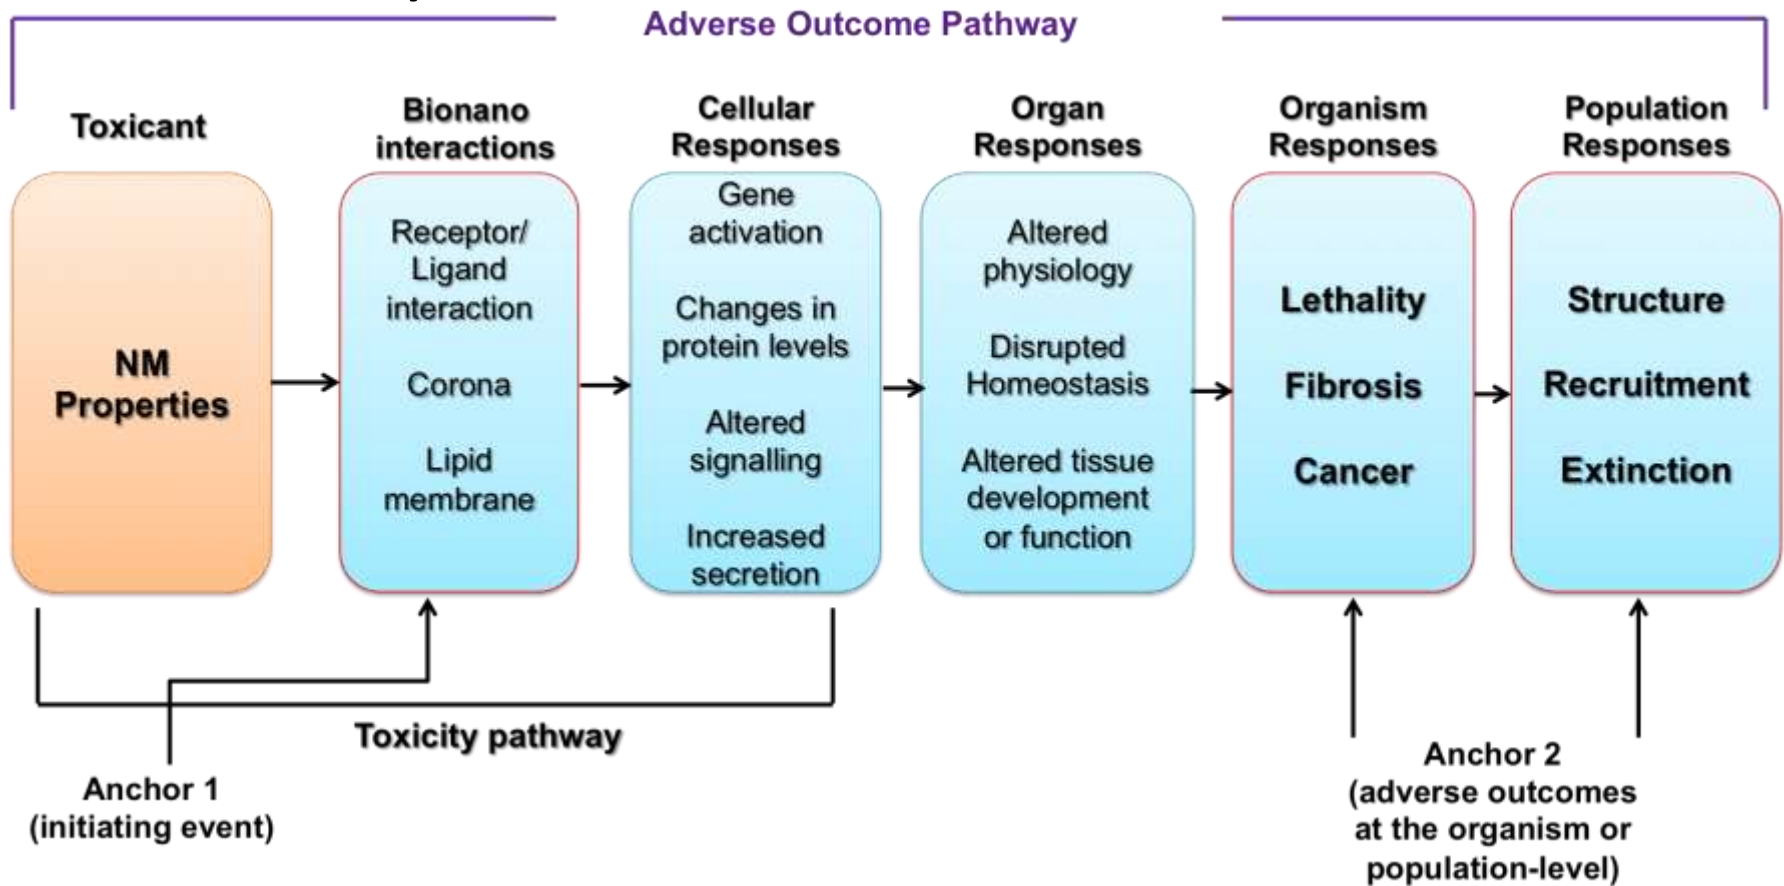 Adverse Outcome Pathway
Toxicant
Bionano
interactions
Cellular
Responses
Organ
Responses
Organism
Responses
Population
Responses
NM
Properties
Receptor/
Ligand
interaction
Corona
Lipid
membrane
Gene
activation
Changes in
protein levels
Altered
signalling
Increased
secretion
Altered
physiology
Disrupted
Homeostasis
Altered tissue
development
or function
Lethality
Fibrosis
Cancer
Structure
Recruitment
Extinction
Toxicity pathway
Anchor 1
(initiating event)
Anchor 2
(adverse outcomes
at the organism or
population-level)